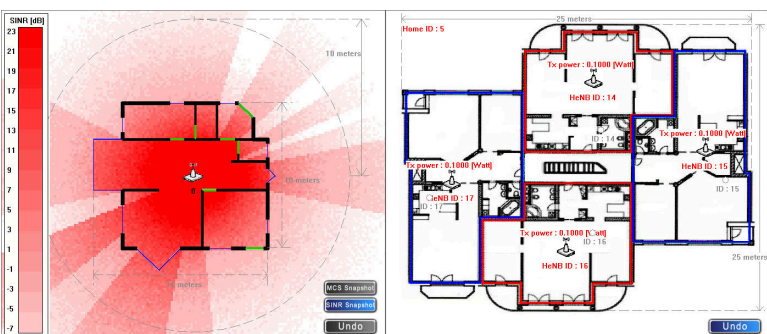 SINR [dB]
23
21
19
17
15
13
11
9
7
5
3
1
-1
-3
-5
-7
10 meters
10 meters
10 meters
0
MCS Snapshot
SINR Snapshot
Undo
25 meters
Home ID : 5
Tx power : 0.1000 [Watt]
HeNB ID : 14
ID : 14
Tx power : 0.1000 [Watt]
HeNB ID : 15
ID : 15
Tx power : 0.1000 [Watt]
HeNB ID : 17
ID : 17
Tx power : 0.1000 [Watt]
ID : 16
HeNB ID : 16
25 meters
Undo